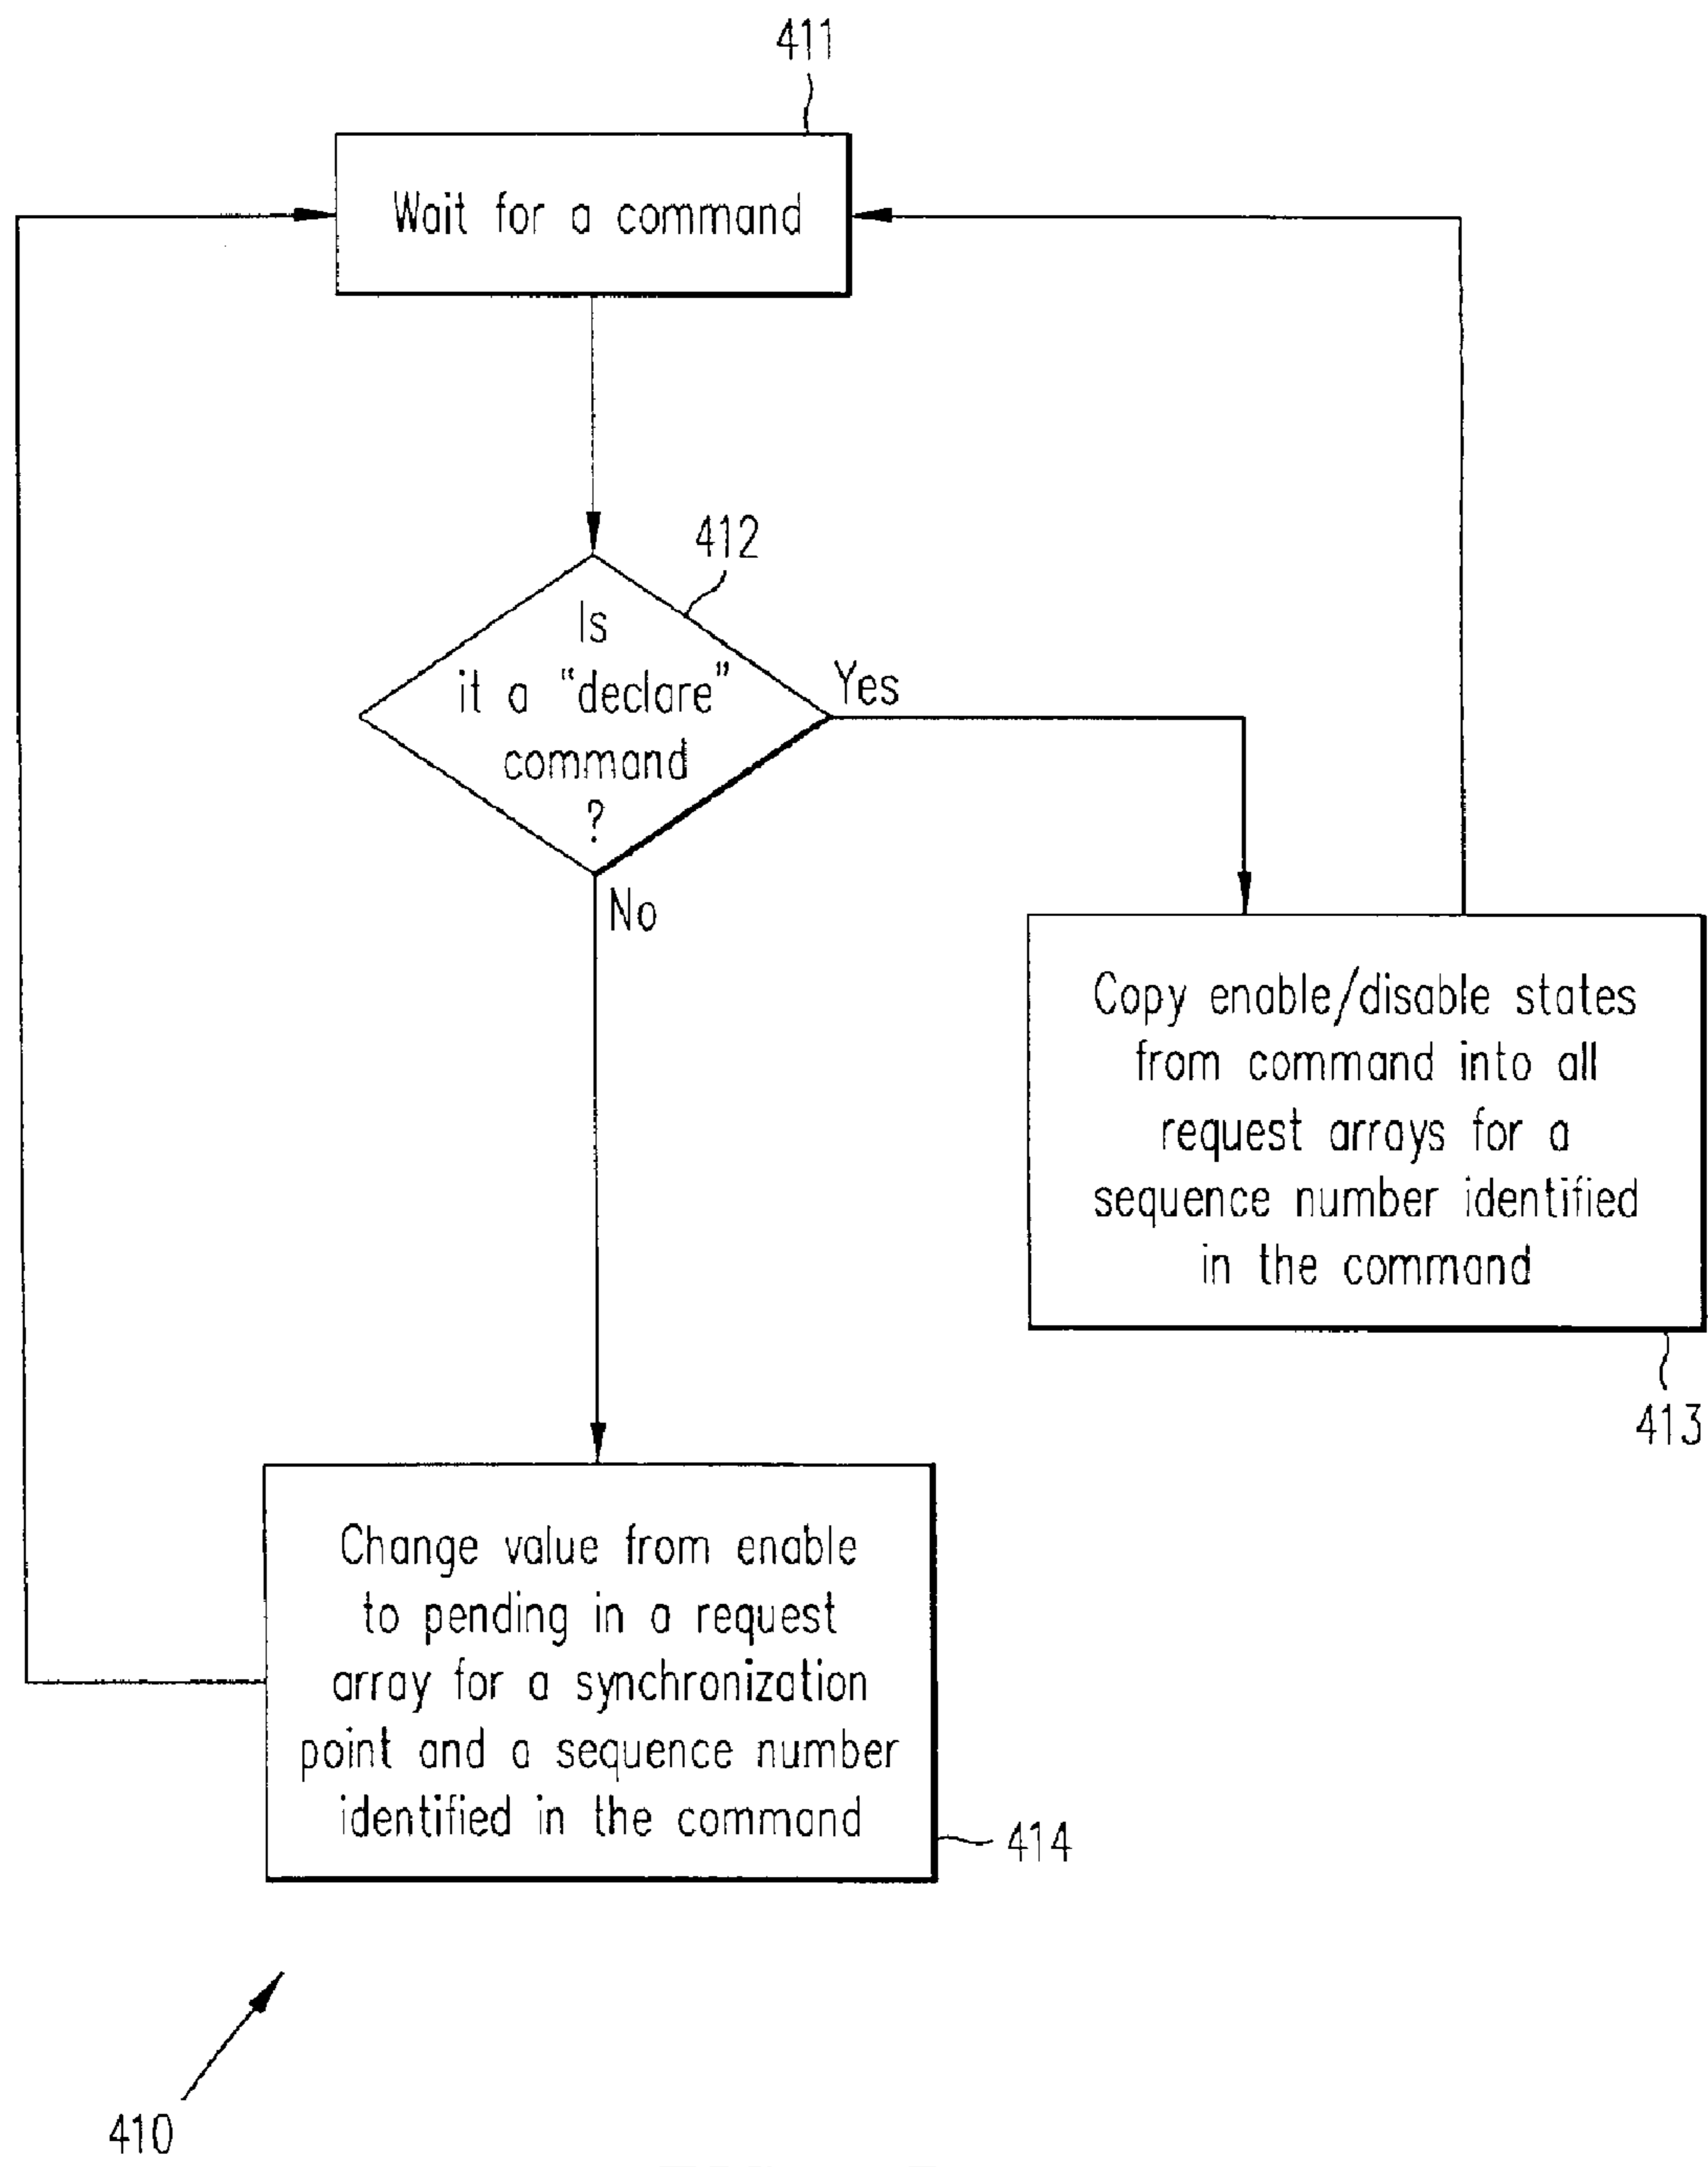 411
Wait for a command
412
Is
it a "declare"
command
?
Yes
No
Copy enable/disable states
from command into all
request arrays for a
sequence number identified
in the command
413
Change value from enable
to pending in a request
array for a synchronization
point and a sequence number
identified in the command
414
410